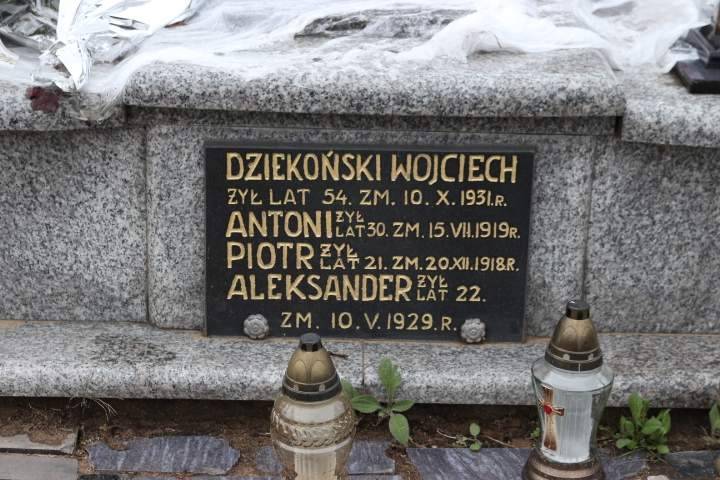 DZIEKOŃSKI WOJCIECH
ŻYŁ LAT 54. ZM. 10. X. 1931.R.
ANTONI ŻYŁ LAT 30. ZM. 15.VII.1919R.
PIOTR ŻYŁ LAT 21. ZM. 20.XII.1918.R.
ALEKSANDER ŻYŁ LAT 22.
ZM. 10.V.1929.R.